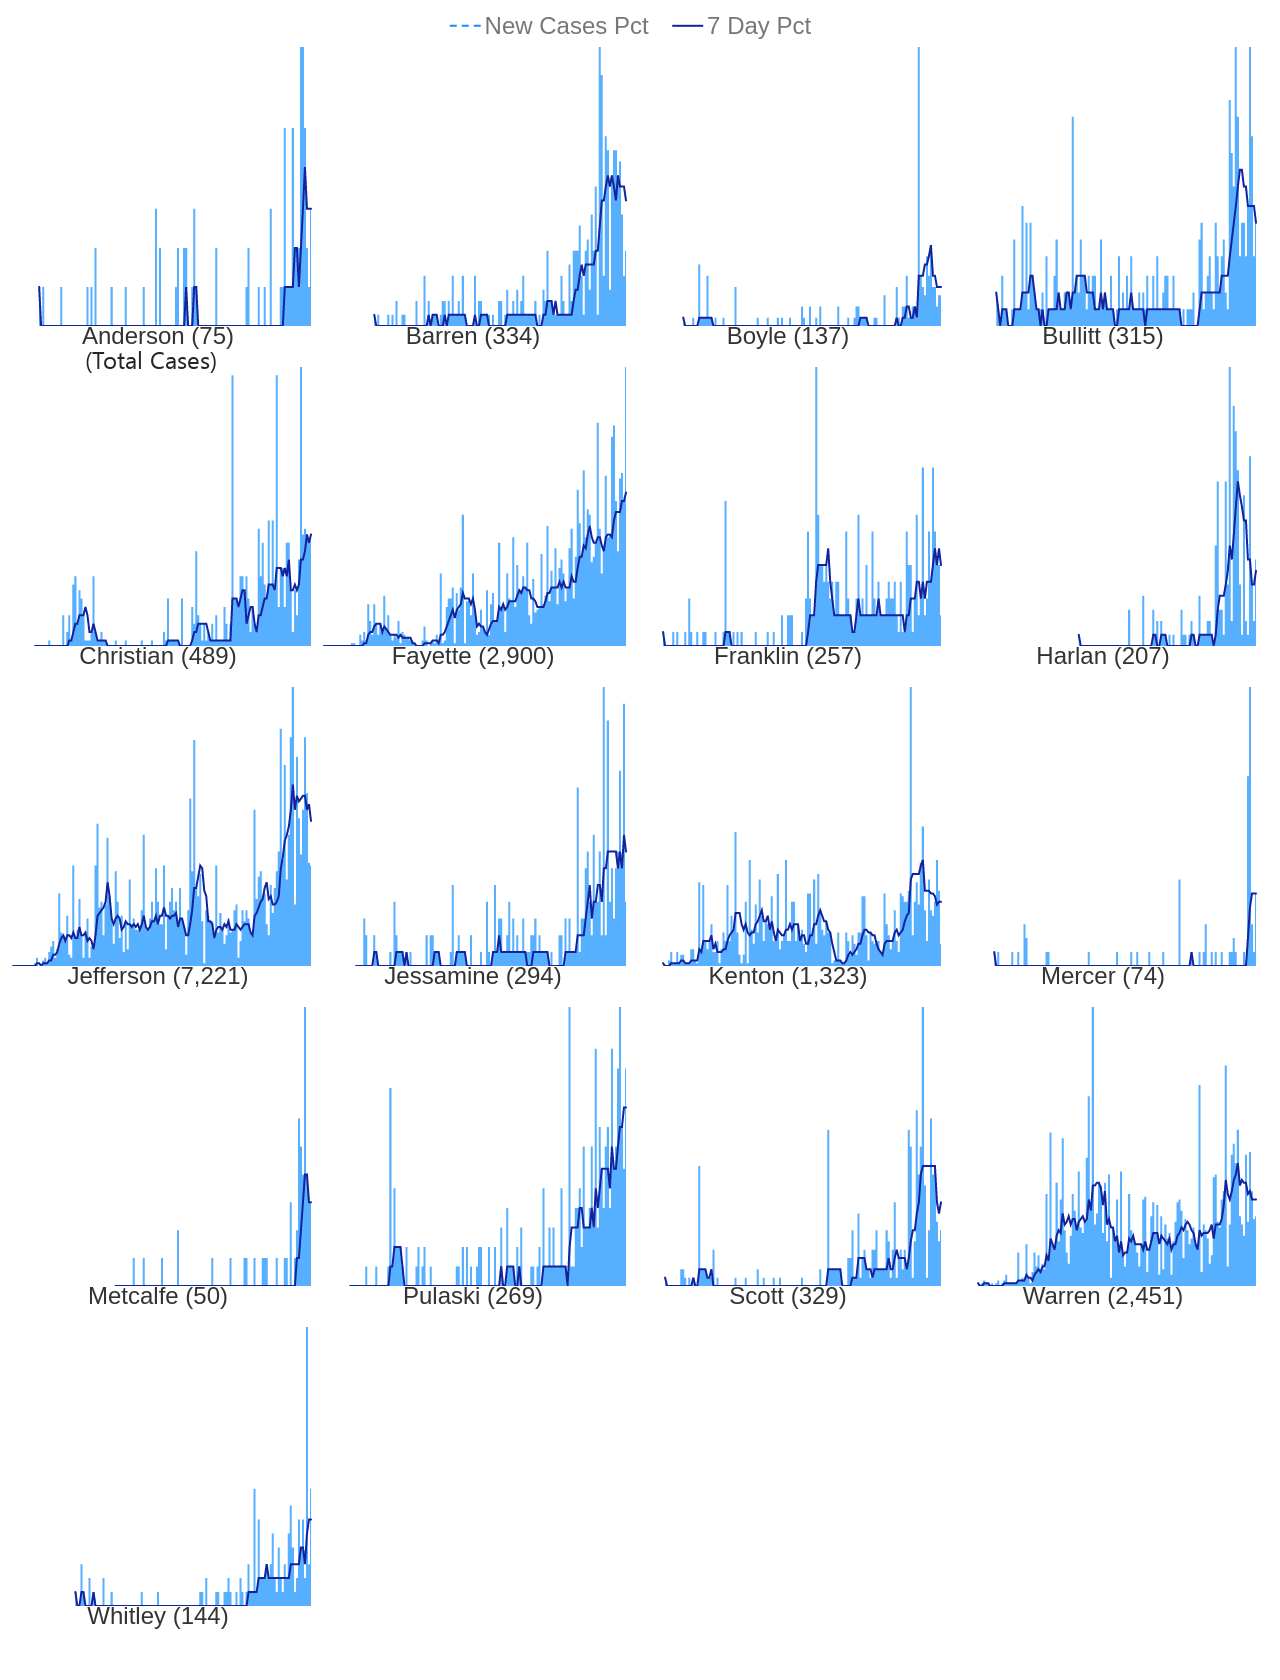 New Cases Pct 7 Day Pct
Anderson (75) Barren (334) Boyle (137) Bullitt (315)
(Total Cases)
Christian (489) Fayette (2,900) Franklin (257) Harlan (207)
Jefferson (7,221) Jessamine (294) Kenton (1,323) Mercer (74)
Metcalfe (50) Pulaski (269) Scott (329) Warren (2,451)
Whitley (144)